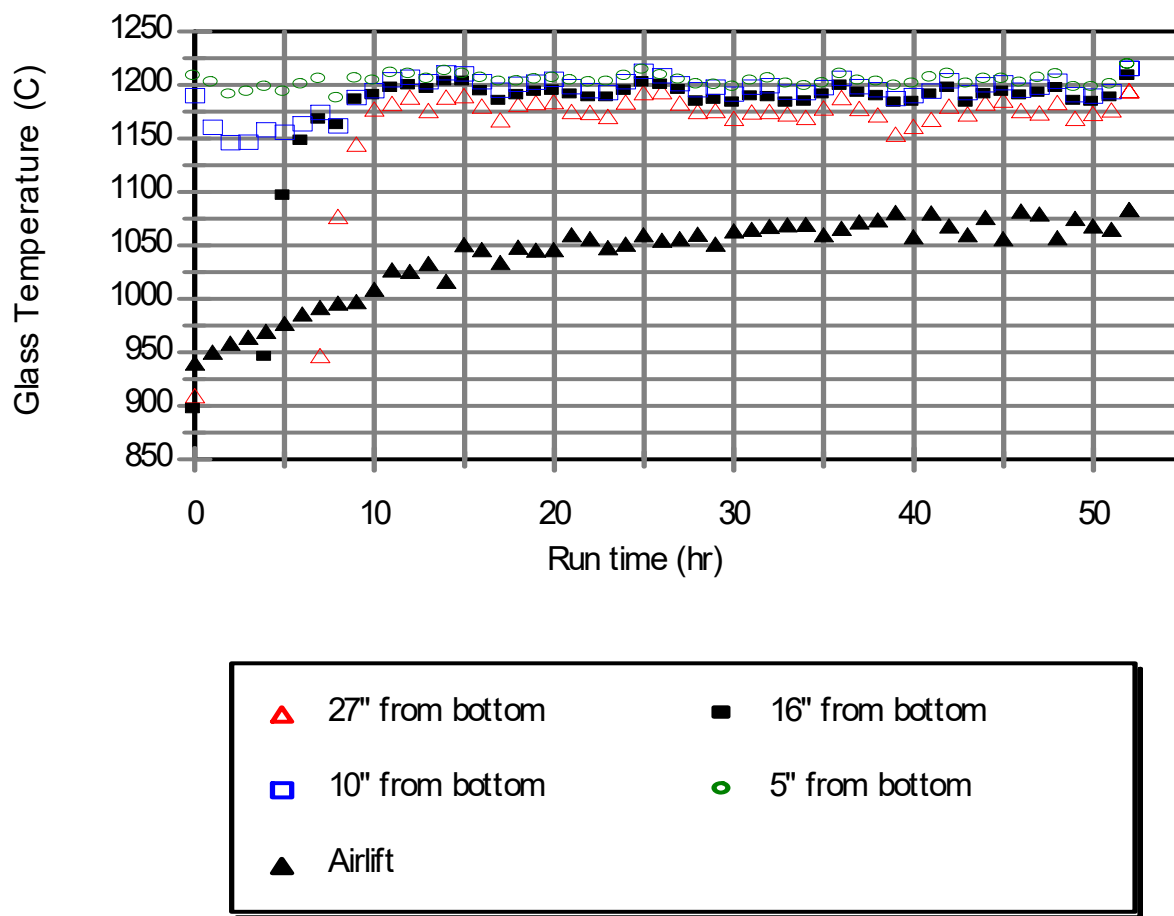 1250
1200
1150
1100
1050
1000
950
900
850
Glass Temperature (C)
0 10 20 30 40 50
Run time (hr)
27" from bottom 16" from bottom
10" from bottom 5" from bottom
Airlift